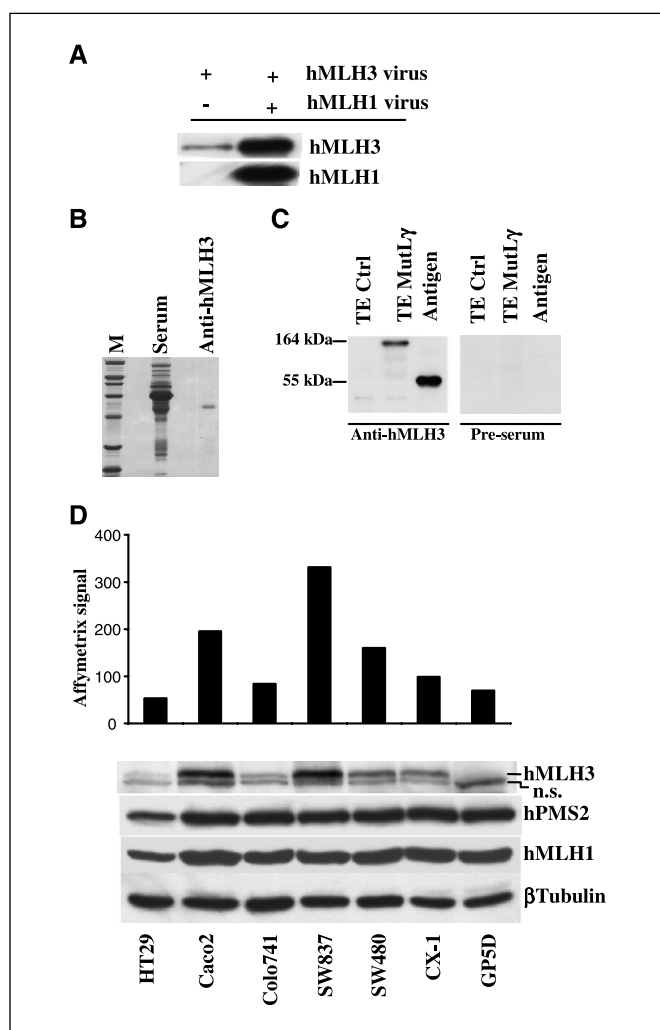 A
+ + hMLH3 virus
- + hMLH1 virus
hMLH3
hMLH1
B
M Serum Anti-hMLH3
C
TE Ctrl TE MutLγ Antigen TE Ctrl TE MutLγ Antigen
164 kDa
55 kDa
Anti-hMLH3 Pre-serum
D
Affymetrix signal
400
300
200
100
0
hMLH3
n.s.
hPMS2
hMLH1
βTubulin
HT29 Caco2 Colo741 SW837 SW480 CX-1 GP5D